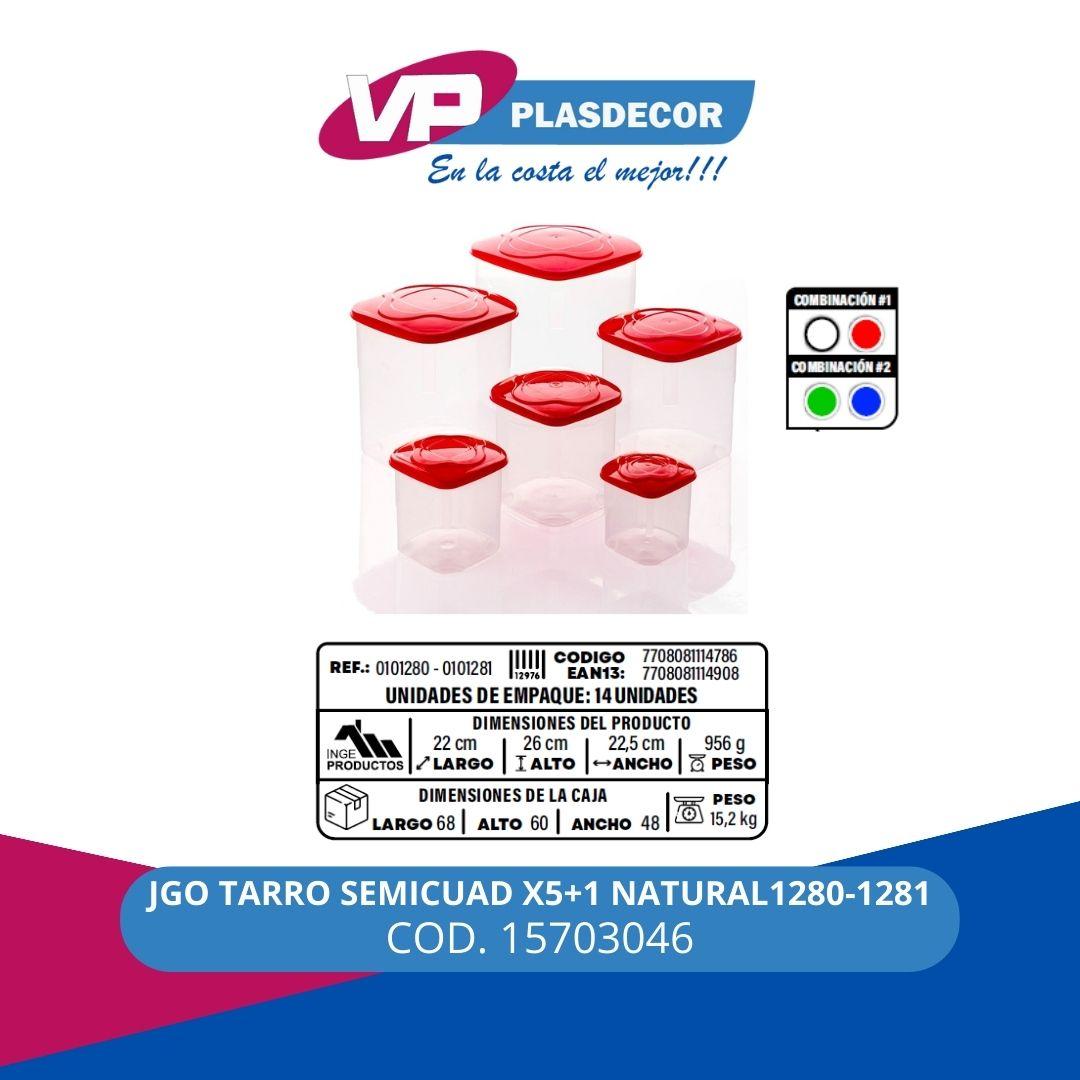 VP PLASDECOR
En la costa el mejor!!!
COMBINACIÓN #1
COMBINACIÓN #2
REF.: 0101280 - 0101281
12976
CODIGO EAN13:
7708081114786
7708081114908
UNIDADES DE EMPAQUE: 14 UNIDADES
INGE PRODUCTOS
DIMENSIONES DEL PRODUCTO
22 cm 26 cm 22,5 cm 956 g
LARGO ALTO ANCHO PESO
DIMENSIONES DE LA CAJA
LARGO 68 ALTO 60 ANCHO 48
PESO
15,2 kg
JGO TARRO SEMICUAD X5+1 NATURAL1280-1281
COD. 15703046